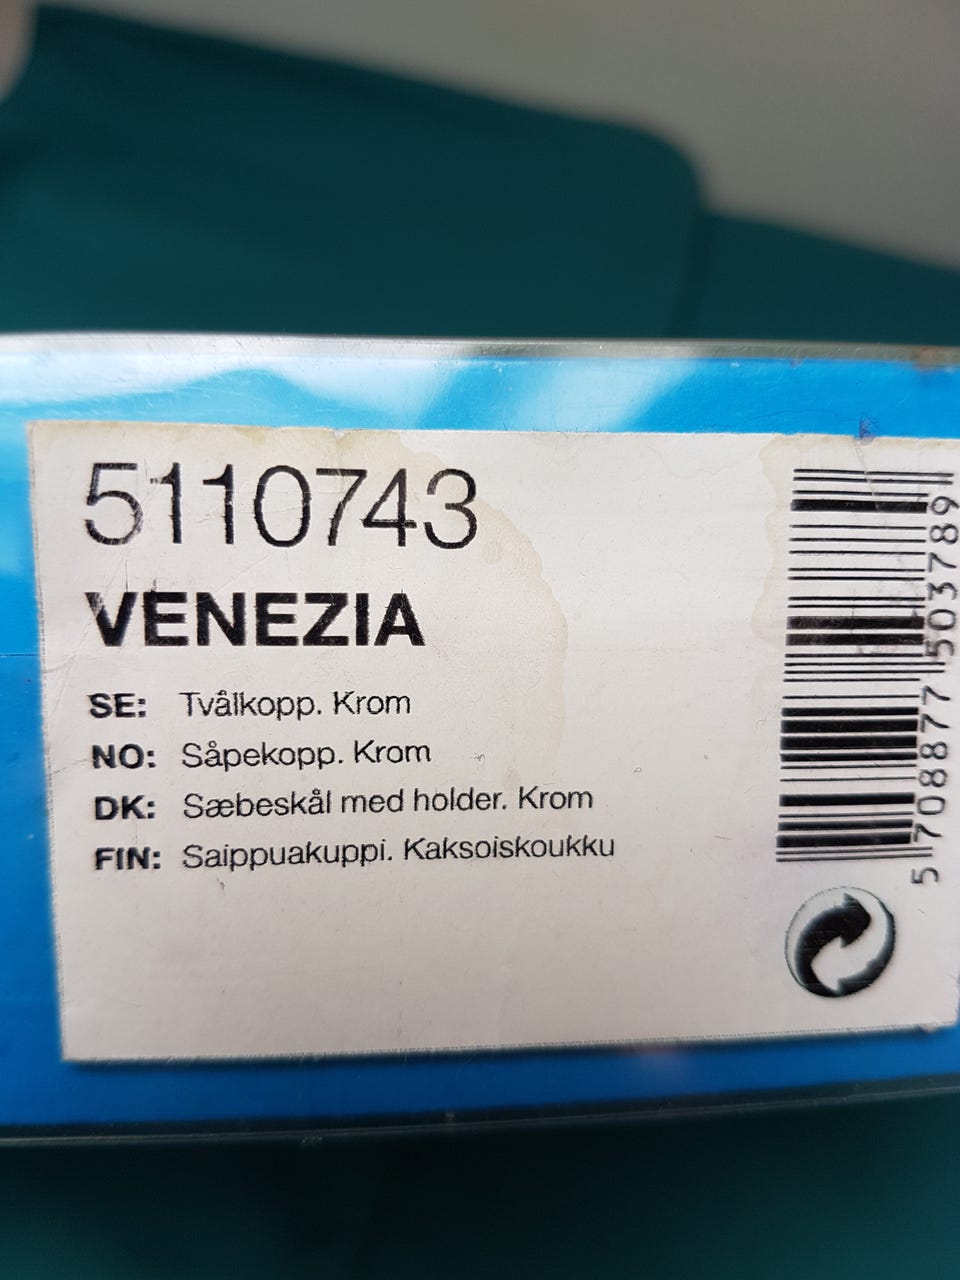 5110743
VENEZIA
SE: Tvålkopp. Krom
NO: Såpekopp. Krom
DK: Sæbeskål med holder. Krom
FIN: Saippuakuppi. Kaksoiskoukku
5 708877 503789